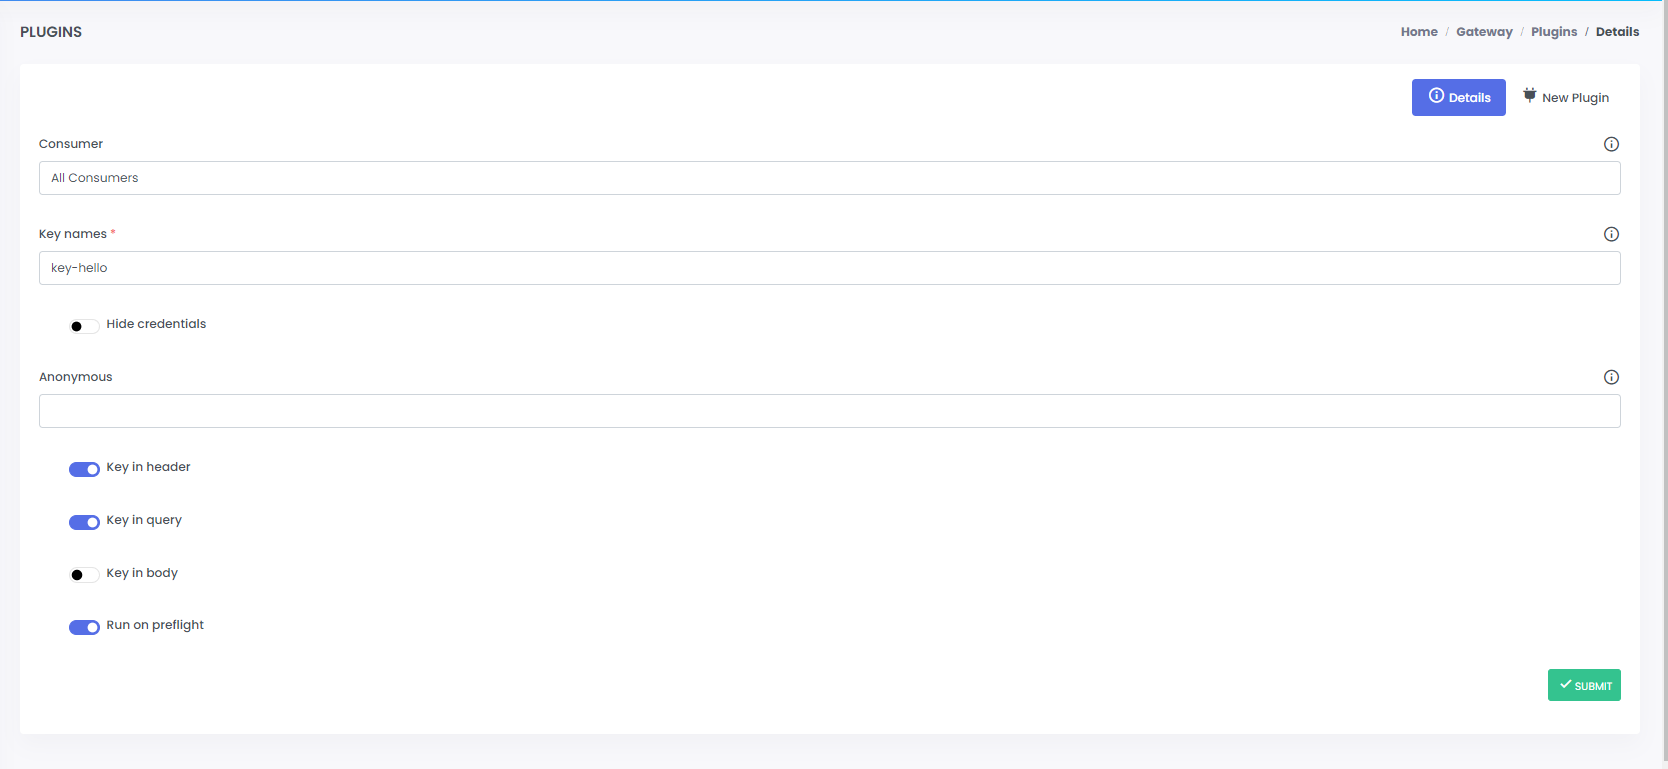 PLUGINS
Home / Gateway / Plugins / Details
Details
New Plugin
Consumer
All Consumers
Key names *
key-hello
Hide credentials
Anonymous
Key in header
Key in query
Key in body
Run on preflight
SUBMIT